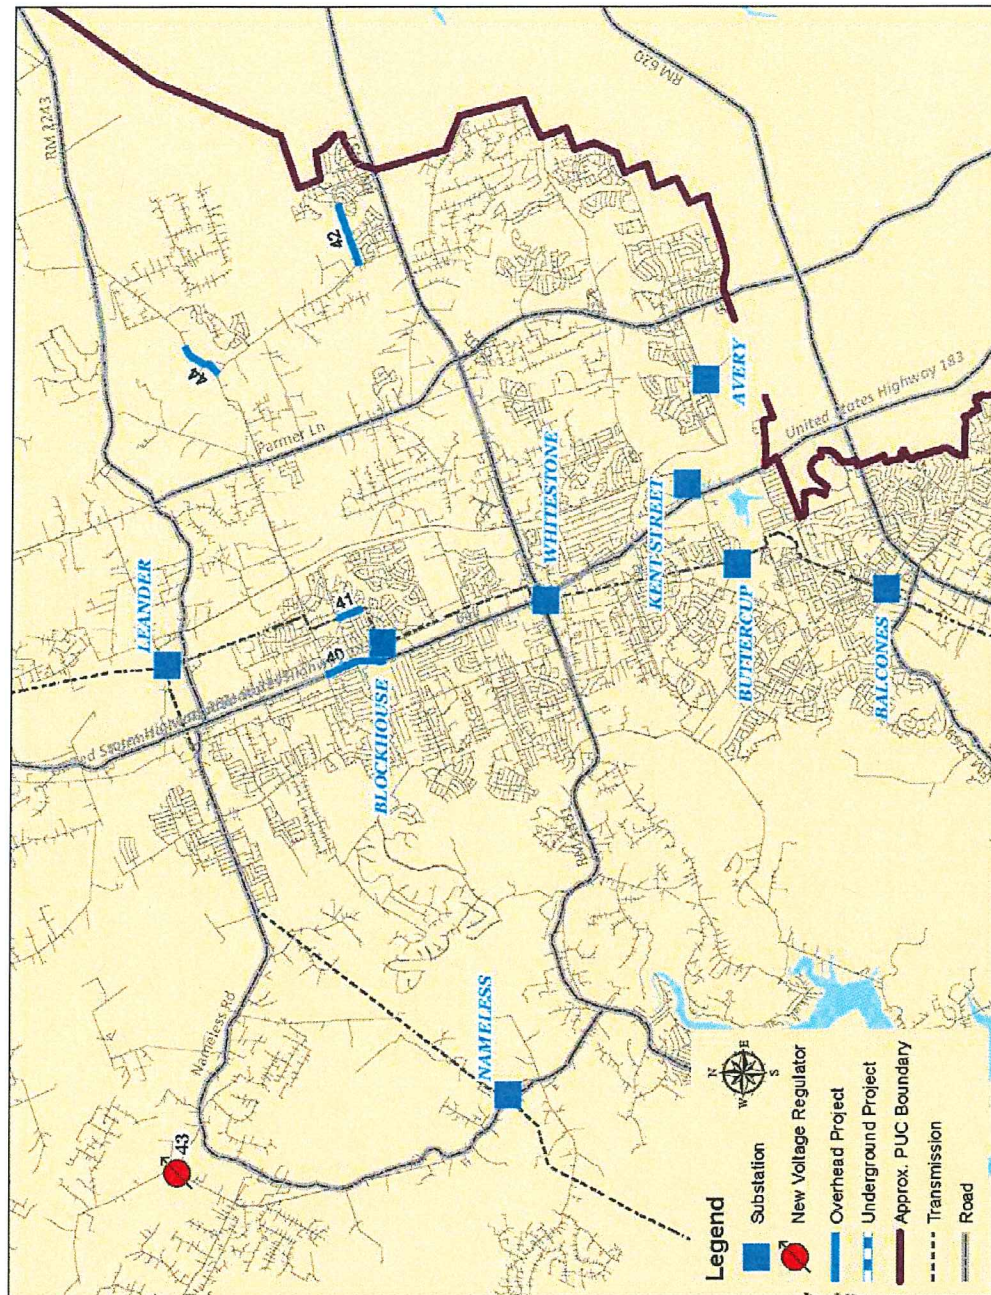 RM 2243
RM 620
42
44
Parmer Ln
United States Highway 183
AVERY
KENT-STREET
WHITESTONE
LEANDER
41
40
BLOCKHOUSE
BUTTERCUP
BALCONES
Nameless Rd
43
NAMELESS
N
W E
S
Legend
Substation
New Voltage Regulator
Overhead Project
Underground Project
Approx. PUC Boundary
Transmission
Road